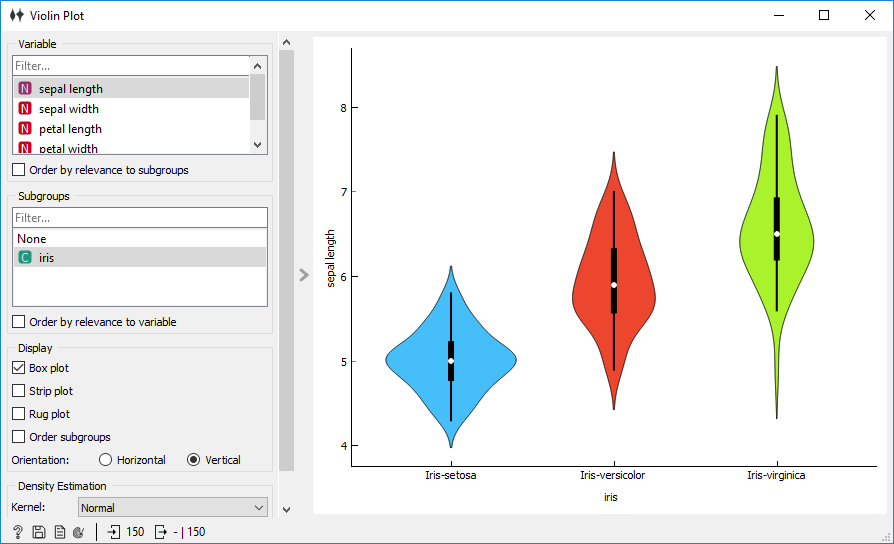 Violin Plot
Variable
Filter...
N sepal length
N sepal width
N petal length
N petal width
Order by relevance to subgroups
Subgroups
Filter...
None
C iris
Order by relevance to variable
Display
Box plot
Strip plot
Rug plot
Order subgroups
Orientation: Horizontal Vertical
Density Estimation
Kernel: Normal
? 150 - | 150
sepal length
8
7
6
5
4
Iris-setosa Iris-versicolor Iris-virginica
iris